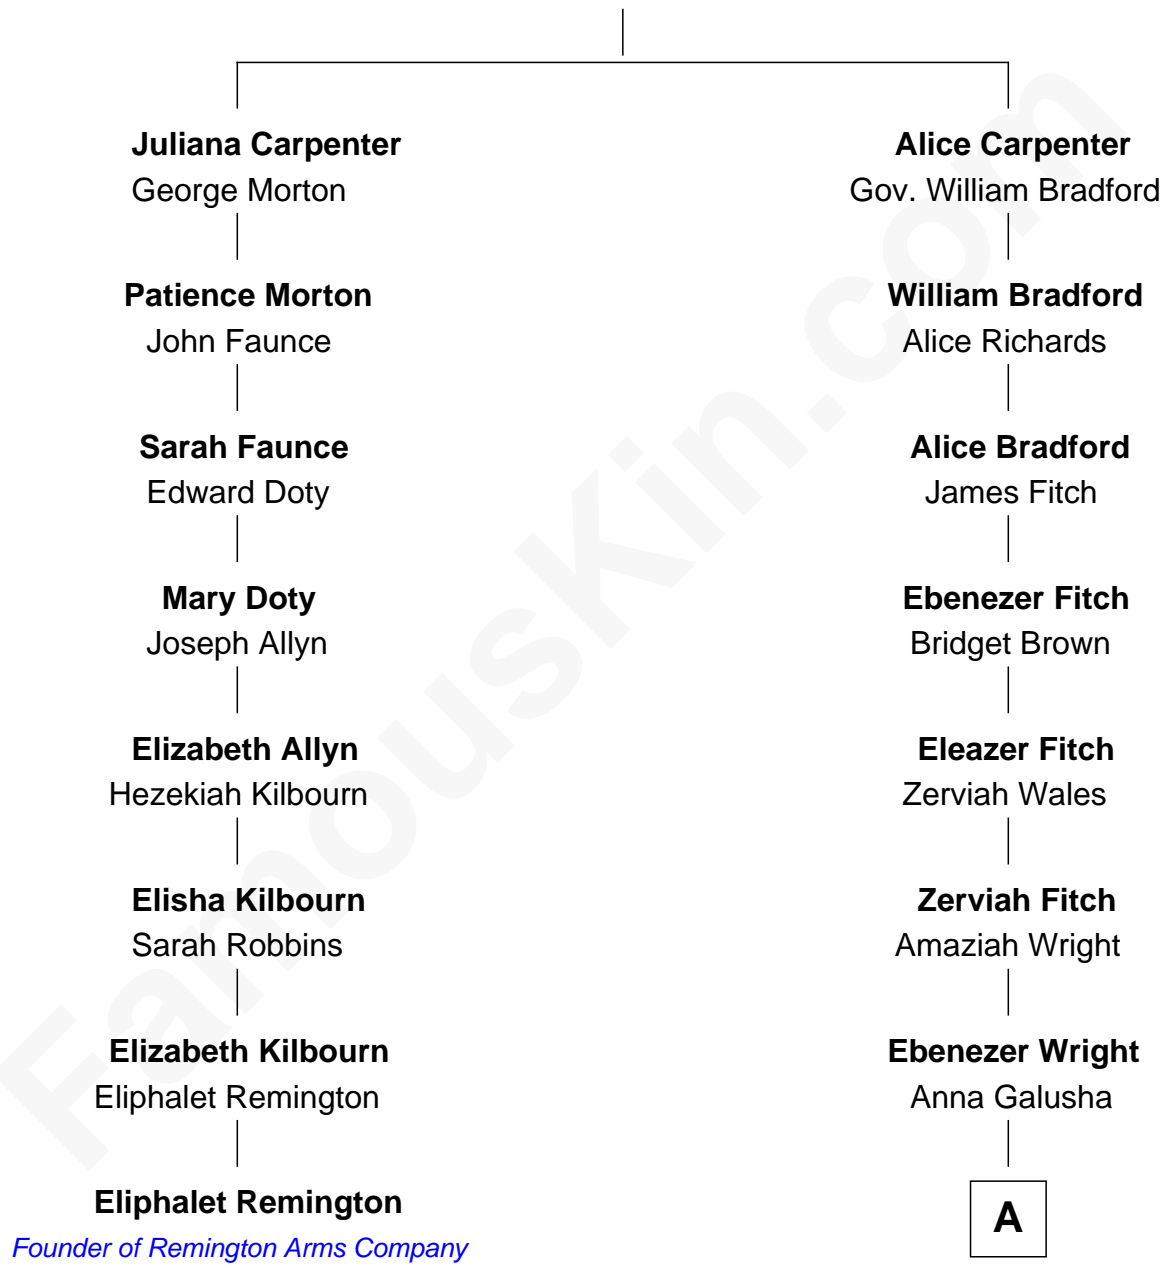 Juliana Carpenter
George Morton
Patience Morton
John Faunce
Sarah Faunce
Edward Doty
Mary Doty
Joseph Allyn
Elizabeth Allyn
Hezekiah Kilbourn
Elisha Kilbourn
Sarah Robbins
Elizabeth Kilbourn
Eliphalet Remington
Eliphalet Remington
Founder of Remington Arms Company
Alice Carpenter
Gov. William Bradford
William Bradford
Alice Richards
Alice Bradford
James Fitch
Ebenezer Fitch
Bridget Brown
Eleazer Fitch
Zerviah Wales
Zerviah Fitch
Amaziah Wright
Ebenezer Wright
Anna Galusha
A
FamousKin.com